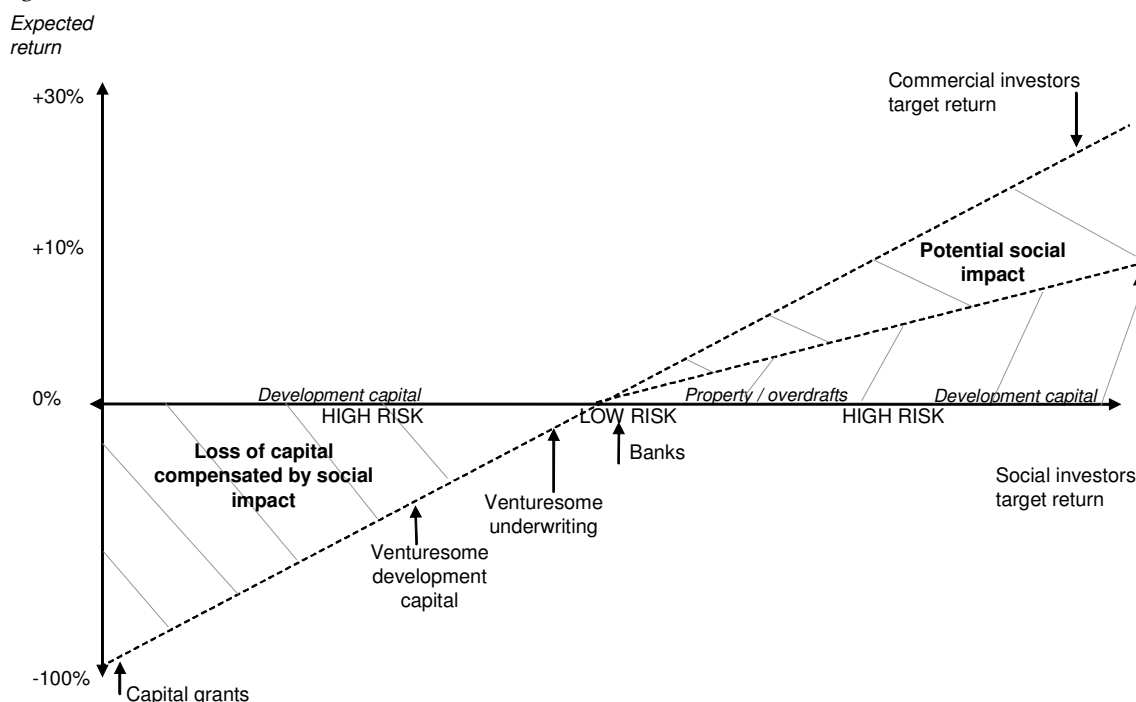 Expected
return
+30%
Commercial investors
target return
+10%
Potential social
impact
0%
Development capital
Property / overdrafts
Development capital
HIGH RISK
LOW RISK
HIGH RISK
Loss of capital
compensated by social
impact
Banks
Venturesome
underwriting
Social investors
target return
Venturesome
development
capital
-100%
Capital grants